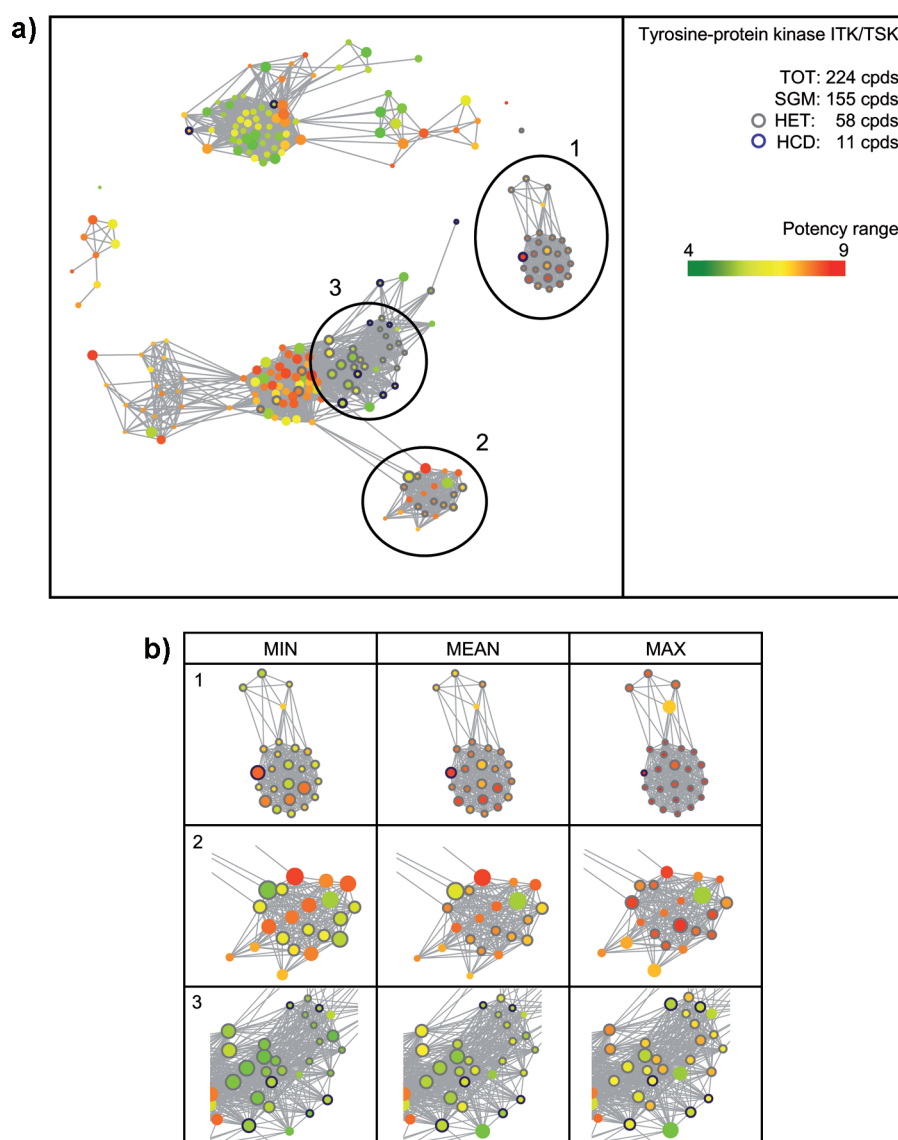 a)
Tyrosine-protein kinase ITK/TSK
TOT: 224 cpds
SGM: 155 cpds
HET: 58 cpds
HCD: 11 cpds
Potency range
4 9
1
3
2
b)
MIN MEAN MAX
1
2
3